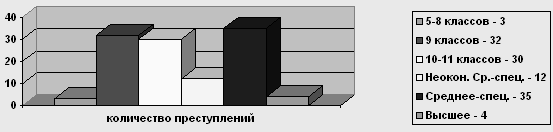 40
30
20
10
0
количество преступлений
5-8 классов - 3
9 классов - 32
10-11 классов - 30
Неокон. Ср.-спец. - 12
Среднее-спец. - 35
Высшее - 4